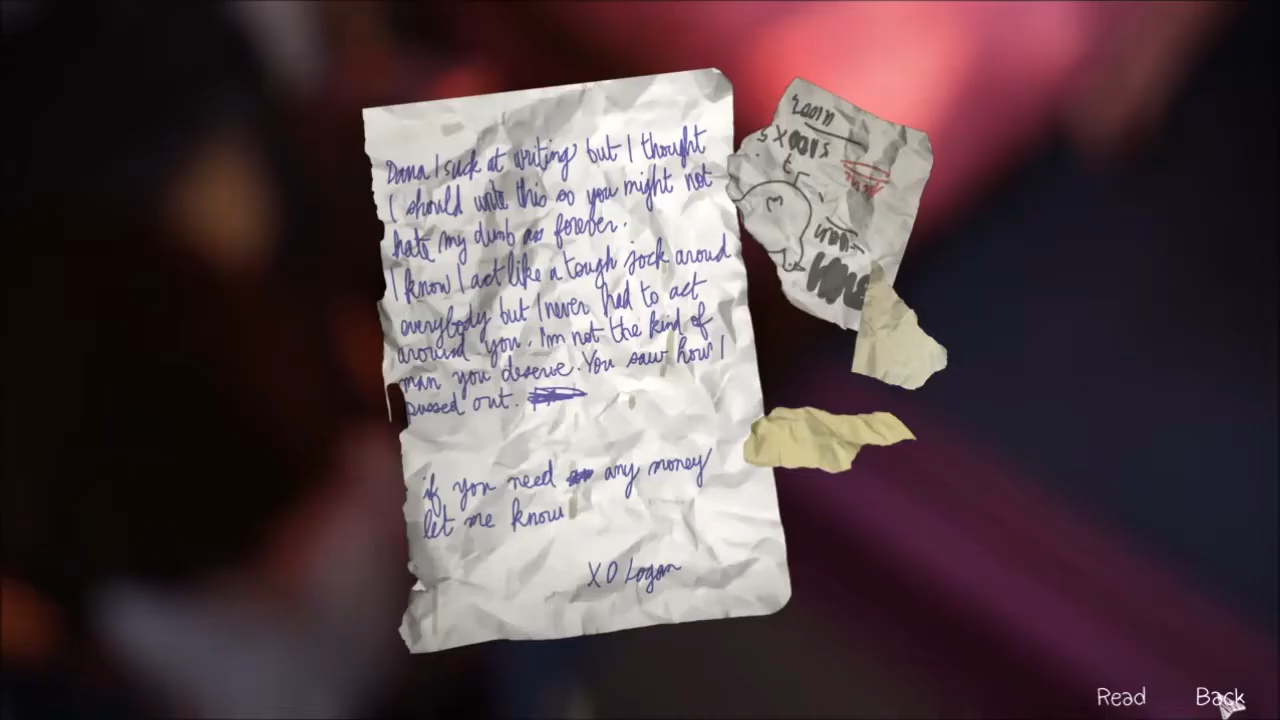 Dana I suck at writing but I thought
I should write this so you might not
hate my dumb ass forever.
I know I act like a tough jock aroud
everybody but I never had to act
around you. I'm not the kind of
man you deserve. You saw how I
pussed out.
if you need any money
let me know
XO Logan
Read
Back